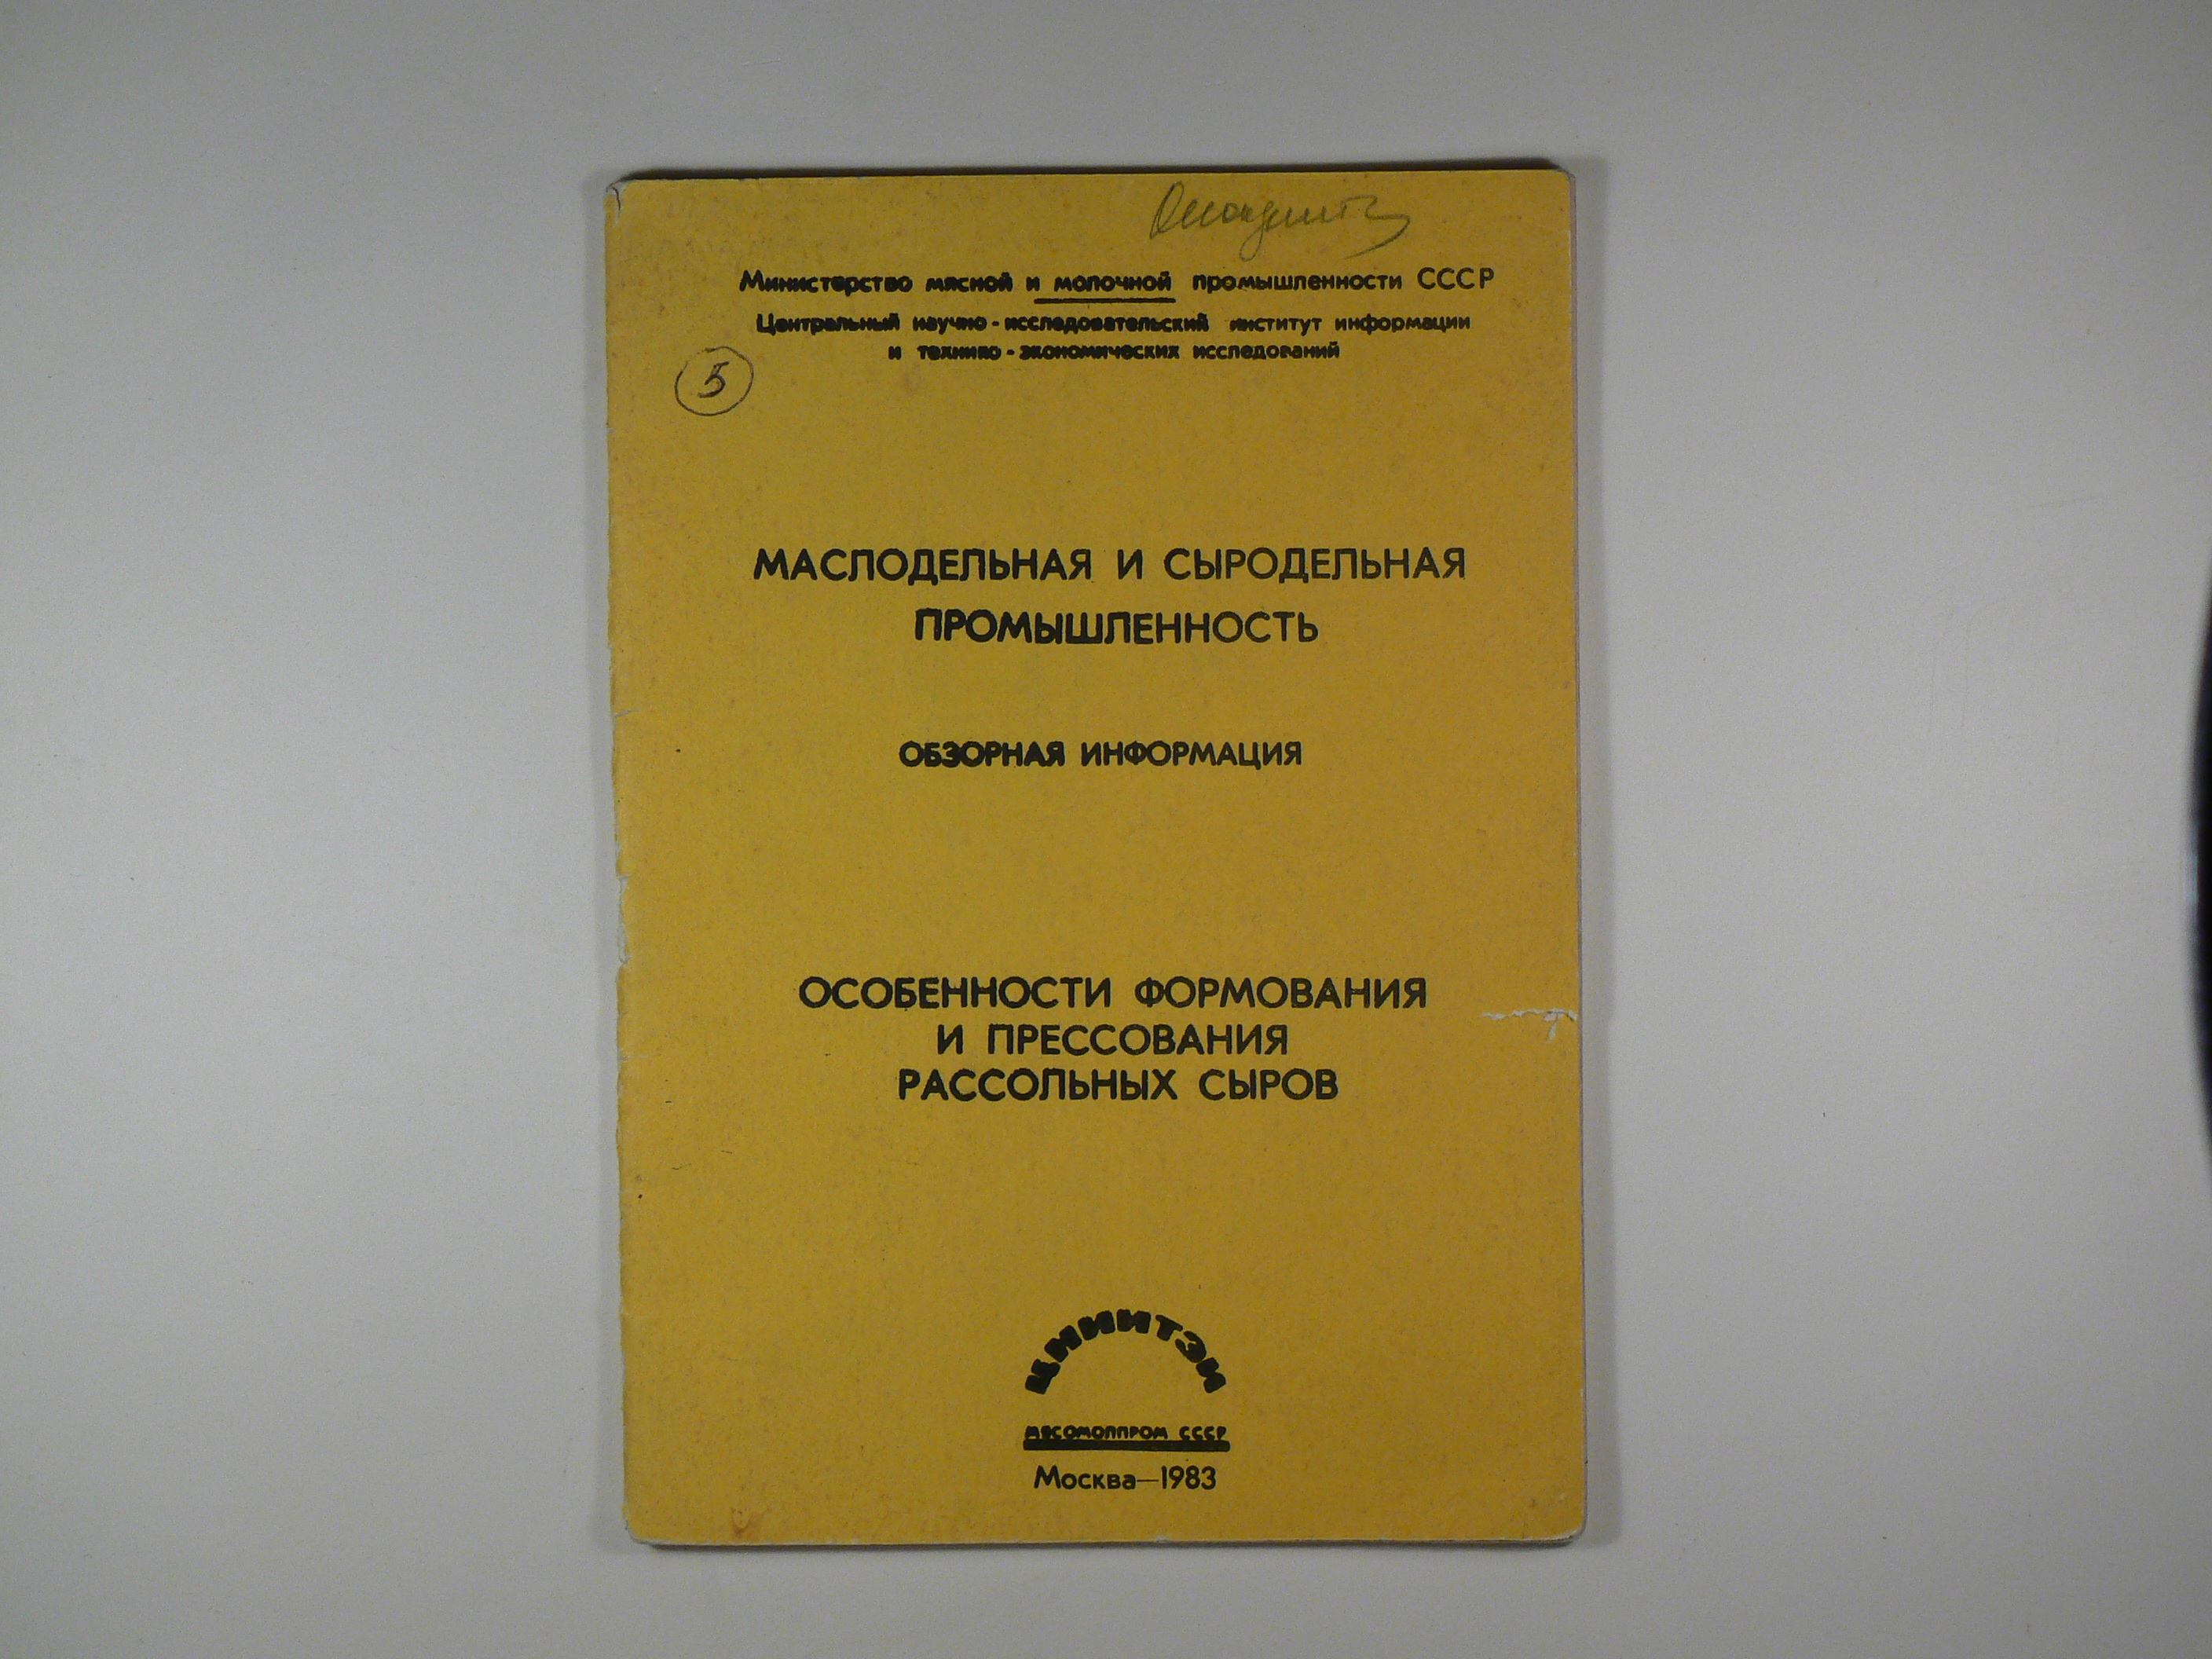 Министерство мясной и молочной промышленности СССР
Центральный научно-исследовательский институт информации
и технико-экономических исследований
5
МАСЛОДЕЛЬНАЯ И СЫРОДЕЛЬНАЯ
ПРОМЫШЛЕННОСТЬ
ОБЗОРНАЯ ИНФОРМАЦИЯ
ОСОБЕННОСТИ ФОРМОВАНИЯ
И ПРЕССОВАНИЯ
РАССОЛЬНЫХ СЫРОВ
ЦНИИТЭИ
МЯСОМОЛПРОМ СССР
Москва—1983